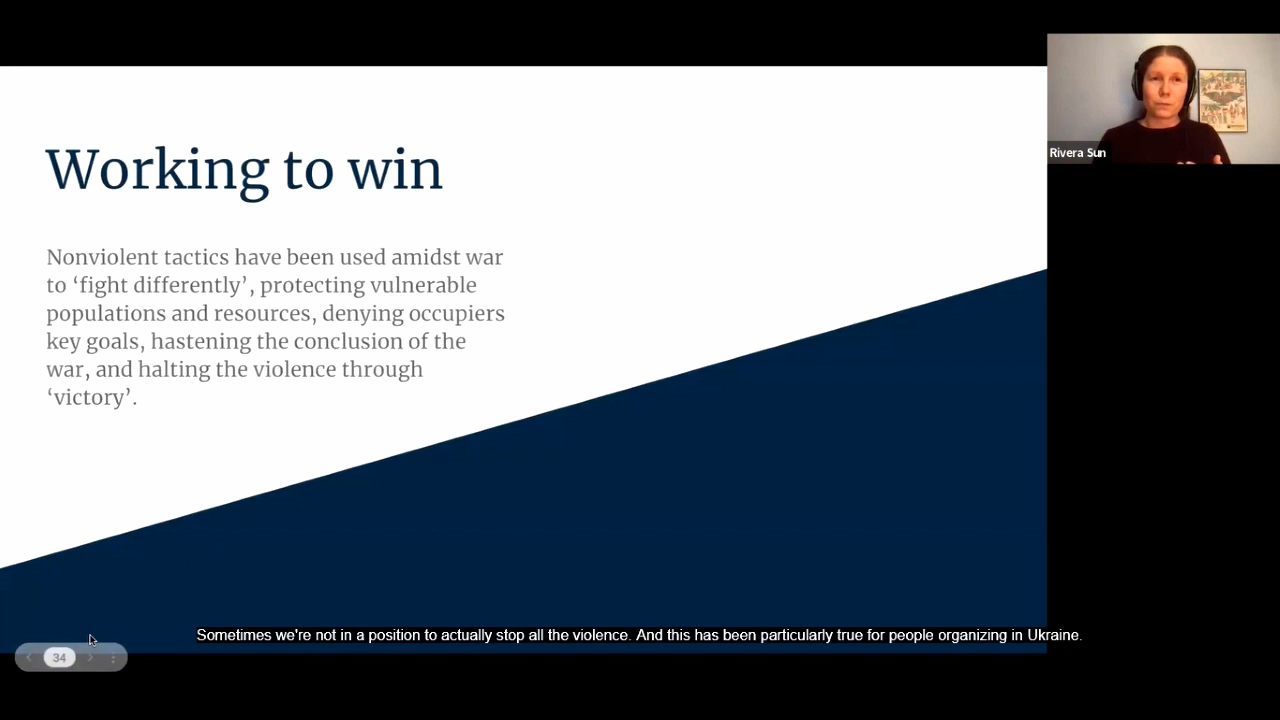 Working to win
Nonviolent tactics have been used amidst war
to ‘fight differently’, protecting vulnerable
populations and resources, denying occupiers
key goals, hastening the conclusion of the
war, and halting the violence through
‘victory’.
Rivera Sun
Sometimes we're not in a position to actually stop all the violence. And this has been particularly true for people organizing in Ukraine.
34